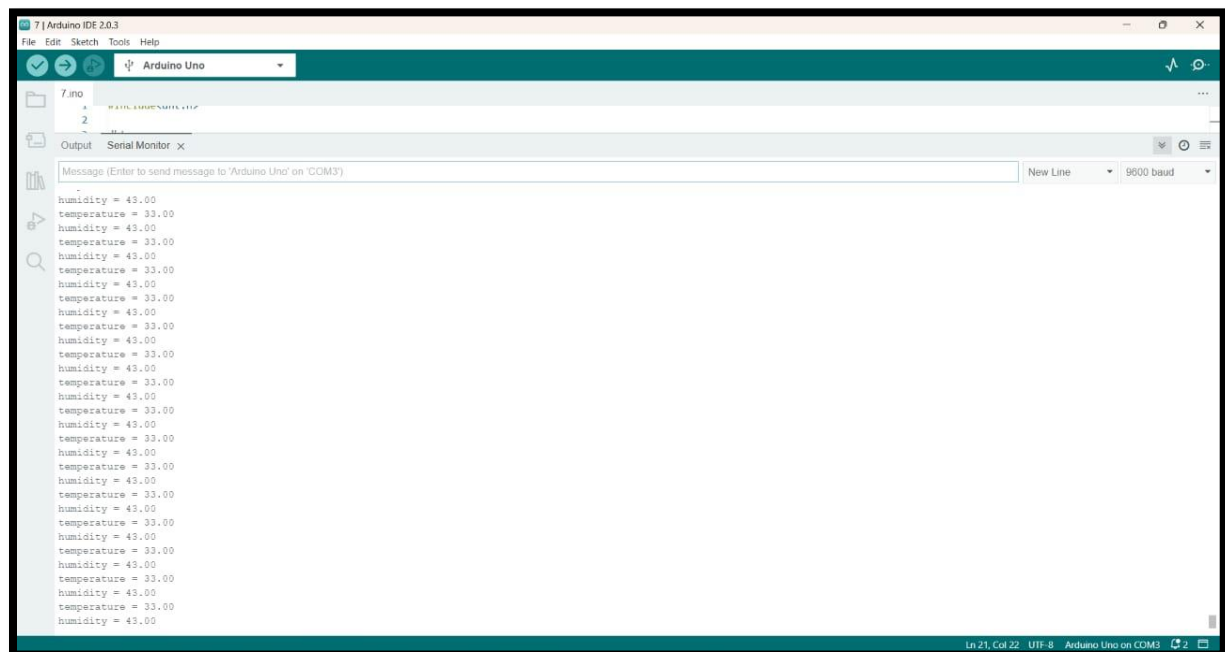 7 | Arduino IDE 2.0.3
File Edit Sketch Tools Help
Arduino Uno
7.ino
1
2
Output Serial Monitor
Message (Enter to send message to 'Arduino Uno' on 'COM3')
New Line
9600 baud
humidity = 43.00
temperature = 33.00
humidity = 43.00
temperature = 33.00
humidity = 43.00
temperature = 33.00
humidity = 43.00
temperature = 33.00
humidity = 43.00
temperature = 33.00
humidity = 43.00
temperature = 33.00
humidity = 43.00
temperature = 33.00
humidity = 43.00
temperature = 33.00
humidity = 43.00
temperature = 33.00
humidity = 43.00
temperature = 33.00
humidity = 43.00
temperature = 33.00
humidity = 43.00
temperature = 33.00
humidity = 43.00
temperature = 33.00
humidity = 43.00
temperature = 33.00
humidity = 43.00
temperature = 33.00
humidity = 43.00
Ln 21, Col 22 UTF-8 Arduino Uno on COM3 2